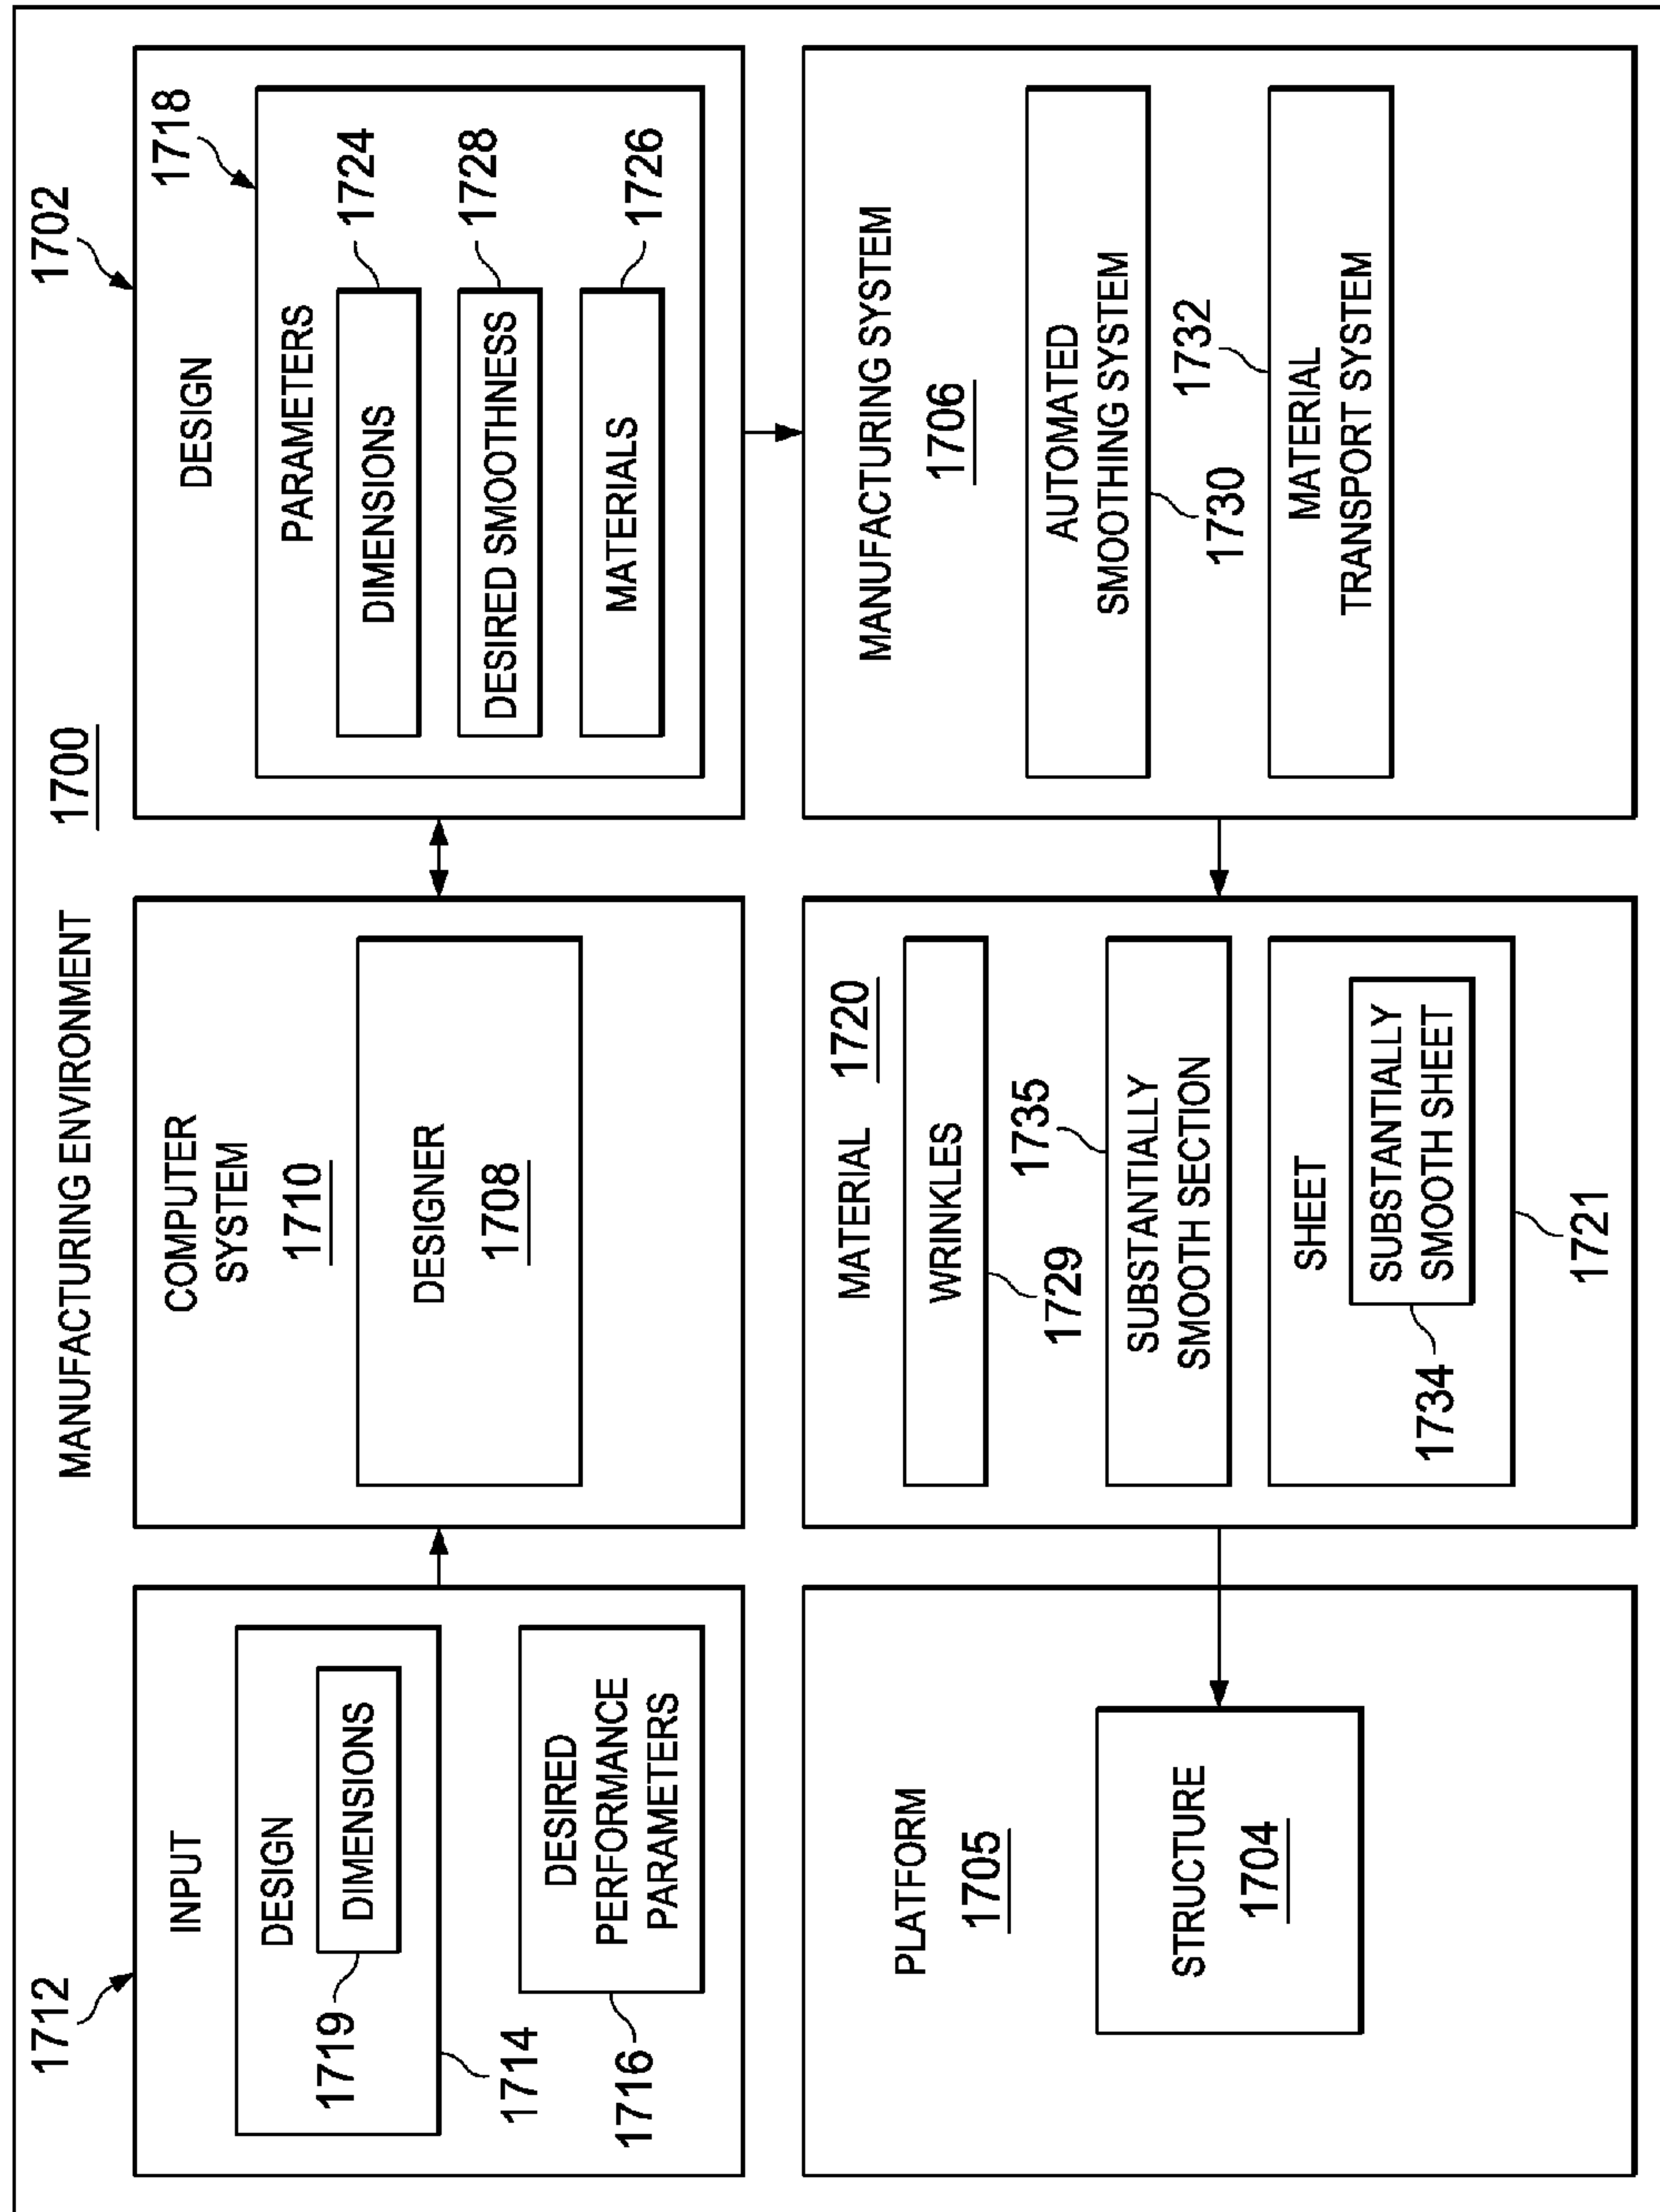 MANUFACTURING ENVIRONMENT
1700
1712
INPUT
DESIGN
DIMENSIONS
1719
1714
DESIRED
PERFORMANCE
PARAMETERS
1716
COMPUTER
SYSTEM
1710
DESIGNER
1708
1702
DESIGN
1718
PARAMETERS
DIMENSIONS
1724
DESIRED SMOOTHNESS
1728
MATERIALS
1726
PLATFORM
1705
STRUCTURE
1704
MATERIAL
1720
WRINKLES
1729
1735
SUBSTANTIALLY
SMOOTH SECTION
SHEET
SUBSTANTIALLY
SMOOTH SHEET
1734
1721
MANUFACTURING SYSTEM
1706
AUTOMATED
SMOOTHING SYSTEM
1730
1732
MATERIAL
TRANSPORT SYSTEM